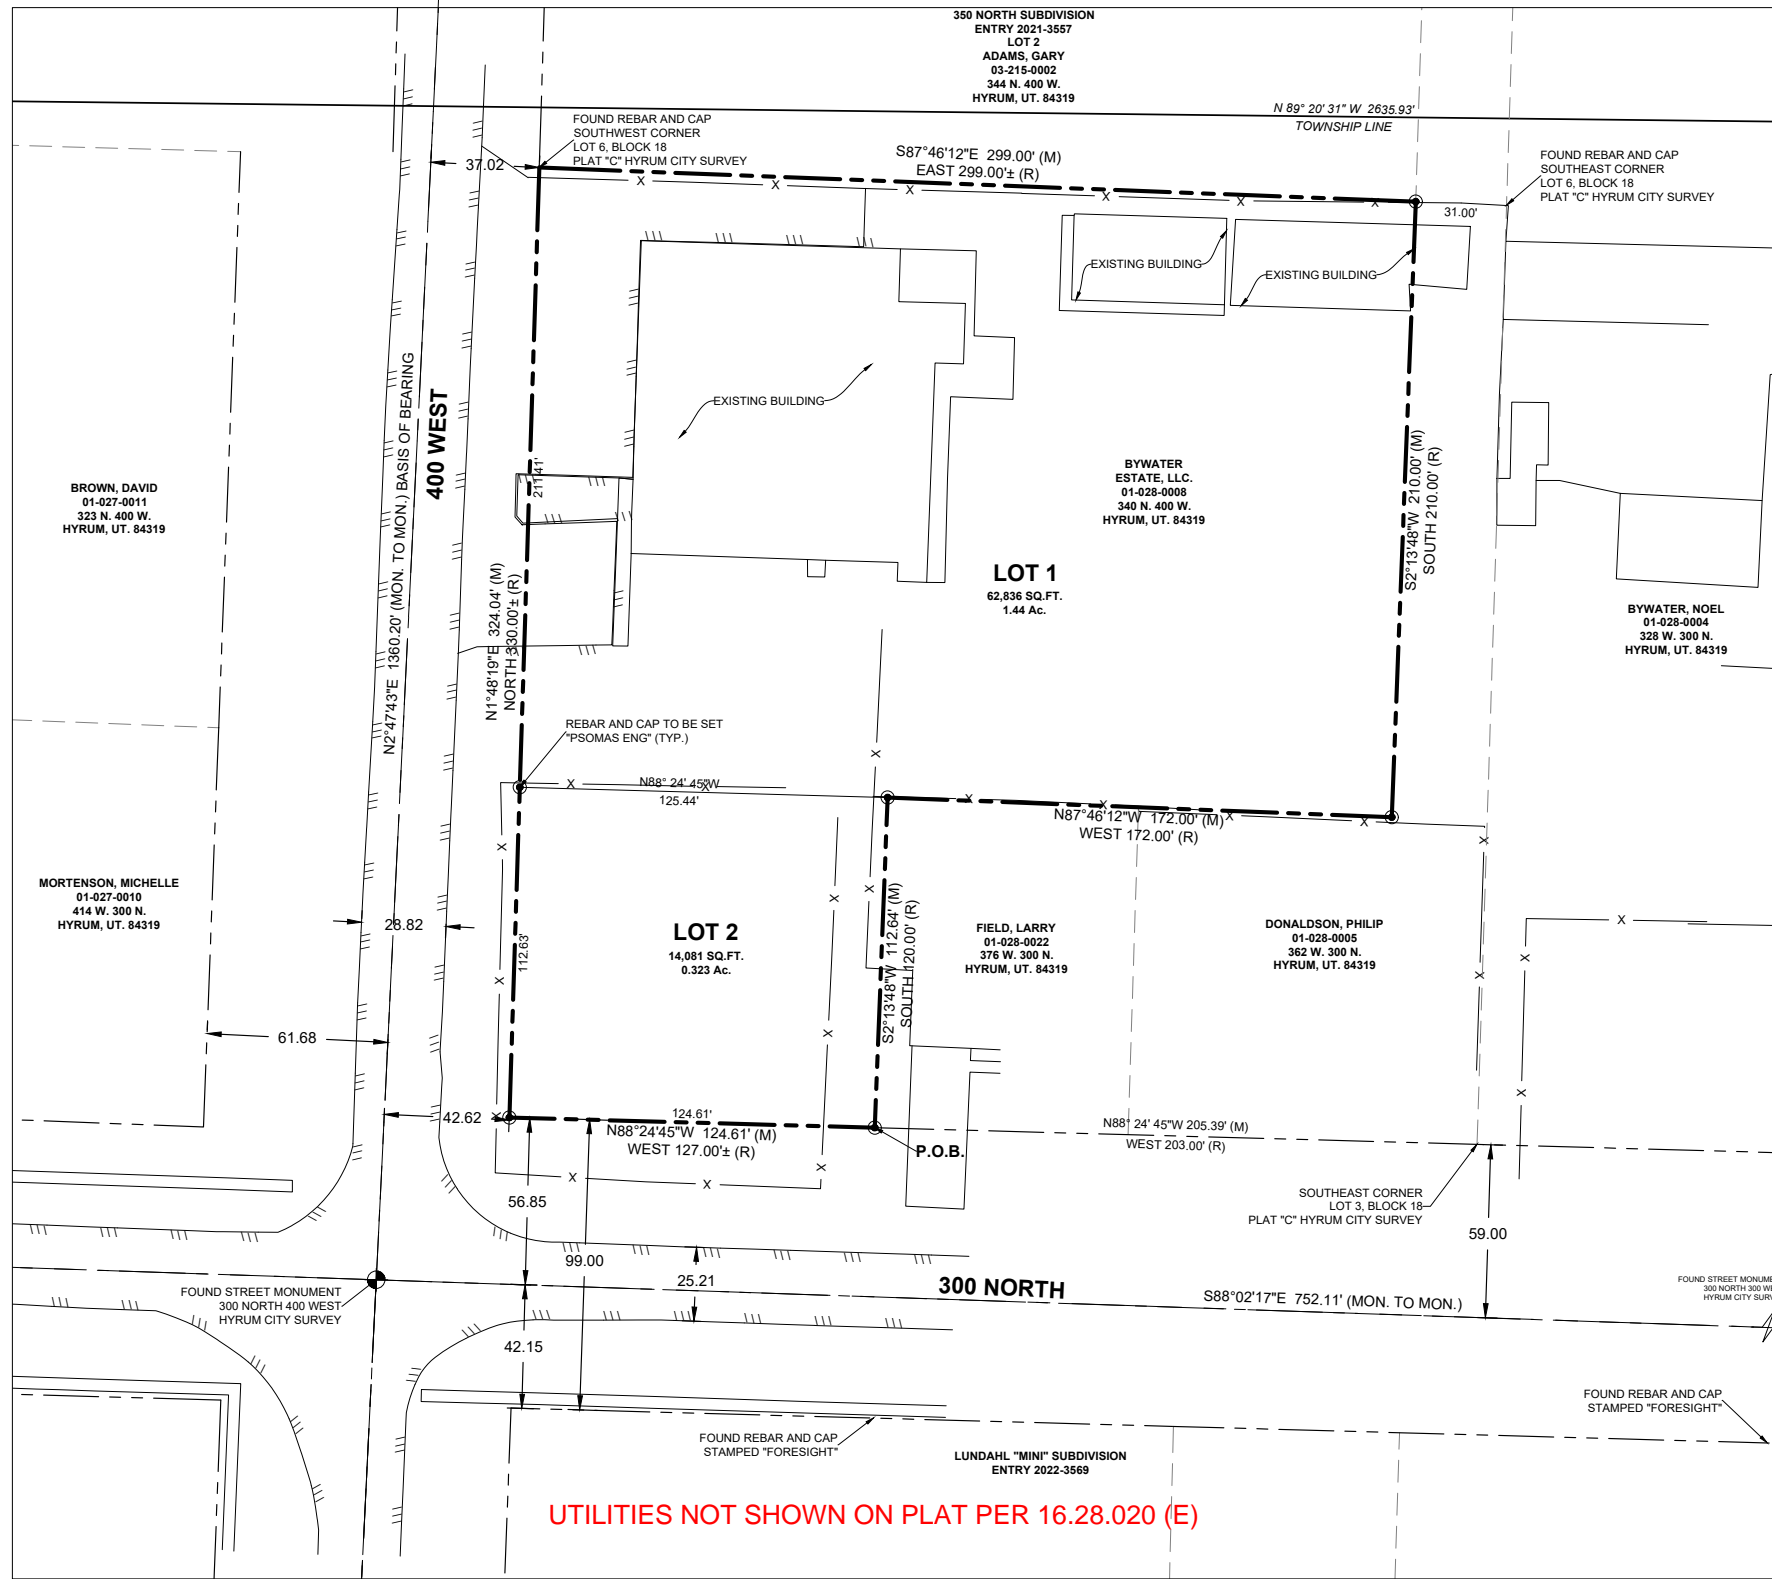 350 NORTH SUBDIVISION
ENTRY 2021-3557
LOT 2
ADAMS, GARY
03-215-0002
344 N. 400 W.
HYRUM, UT. 84319
N 89° 20' 31" W 2635.93'
TOWNSHIP LINE
FOUND REBAR AND CAP
SOUTHWEST CORNER
LOT 6, BLOCK 18
PLAT "C" HYRUM CITY SURVEY
37.02
S87°46'12"E 299.00' (M)
EAST 299.00'± (R)
FOUND REBAR AND CAP
SOUTHEAST CORNER
LOT 6, BLOCK 18
PLAT "C" HYRUM CITY SURVEY
31.00'
EXISTING BUILDING
EXISTING BUILDING
EXISTING BUILDING
400 WEST
N2°47'43"E 1360.20' (MON. TO MON.) BASIS OF BEARING
211.41'
N1°48'19"E 324.04' (M)
NORTH 330.00'± (R)
BROWN, DAVID
01-027-0011
323 N. 400 W.
HYRUM, UT. 84319
BYWATER
ESTATE, LLC.
01-028-0008
340 N. 400 W.
HYRUM, UT. 84319
S2°13'48"W 210.00' (M)
SOUTH 210.00' (R)
LOT 1
62,836 SQ.FT.
1.44 Ac.
BYWATER, NOEL
01-028-0004
328 W. 300 N.
HYRUM, UT. 84319
REBAR AND CAP TO BE SET
"PSOMAS ENG" (TYP.)
N88° 24' 45"W
125.44'
N87°46'12"W 172.00' (M)
WEST 172.00' (R)
MORTENSON, MICHELLE
01-027-0010
414 W. 300 N.
HYRUM, UT. 84319
28.82
112.63'
LOT 2
14,081 SQ.FT.
0.323 Ac.
S2°13'48"W 112.64' (M)
SOUTH 120.00' (R)
FIELD, LARRY
01-028-0022
376 W. 300 N.
HYRUM, UT. 84319
DONALDSON, PHILIP
01-028-0005
362 W. 300 N.
HYRUM, UT. 84319
61.68
42.62
124.61'
N88°24'45"W 124.61' (M)
WEST 127.00'± (R)
P.O.B.
N88° 24' 45"W 205.39' (M)
WEST 203.00' (R)
SOUTHEAST CORNER
LOT 3, BLOCK 18
PLAT "C" HYRUM CITY SURVEY
56.85
99.00
25.21
59.00
300 NORTH
S88°02'17"E 752.11' (MON. TO MON.)
FOUND STREET MONUMENT
300 NORTH 400 WEST
HYRUM CITY SURVEY
FOUND STREET MONUME
300 NORTH 300 WE
HYRUM CITY SUR
42.15
FOUND REBAR AND CAP
STAMPED "FORESIGHT"
FOUND REBAR AND CAP
STAMPED "FORESIGHT"
LUNDAHL "MINI" SUBDIVISION
ENTRY 2022-3569
UTILITIES NOT SHOWN ON PLAT PER 16.28.020 (E)